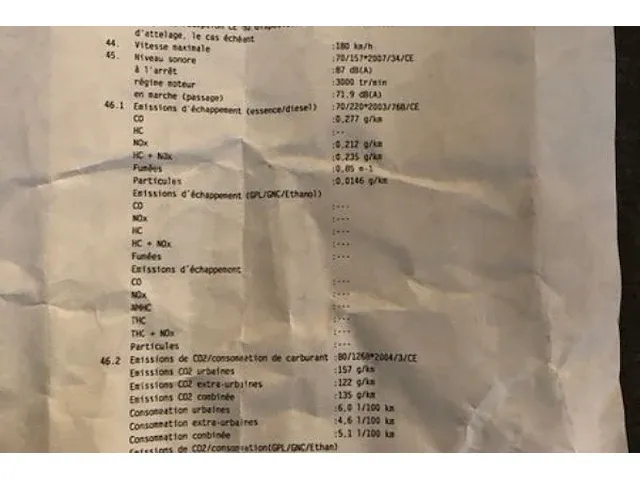 d'attelage, le cas échéant
44. Vitesse maximale :180 km/h
45. Niveau sonore :70/157*2007/34/CE
à l'arrêt :87 dB(A)
régime moteur :3000 tr/min
en marche (passage) :71.9 dB(A)
46.1 Emissions d'échappement (essence/diesel) :70/220*2003/76B/CE
CO :0,277 g/km
HC :--
NOx :0,212 g/km
HC + NOx :0,235 g/km
Fumées :0,85 m-1
Particules :0,0146 g/km
Emissions d'échappement (GPL/GNC/Ethanol)
CO :---
NOx :---
HC :---
HC + NOx :---
Fumées :---
Emissions d'échappement
CO :---
NOx :---
NMHC :---
THC :---
THC + NOx :---
Particules :---
46.2 Emissions de CO2/consommation de carburant :80/1268*2004/3/CE
Emissions CO2 urbaines :157 g/km
Emissions CO2 extra-urbaines :122 g/km
Emissions CO2 combinée :135 g/km
Consommation urbaines :6,0 l/100 km
Consommation extra-urbaines :4,6 l/100 km
Consommation combinée :5,1 l/100 km
Emissions de CO2/consommation(GPL/GNC/Ethan)